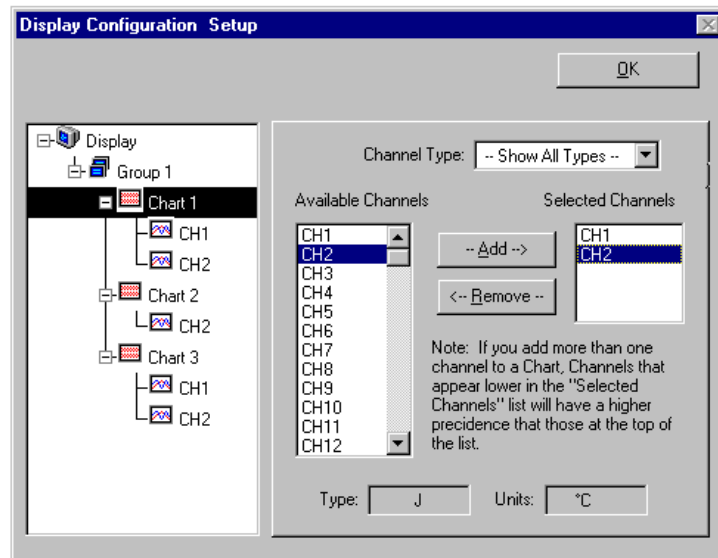 Display Configuration Setup
OK
Display
Group 1
Chart 1
CH1
CH2
Chart 2
CH2
Chart 3
CH1
CH2
Channel Type: -- Show All Types --
Available Channels
CH1
CH2
CH3
CH4
CH5
CH6
CH7
CH8
CH9
CH10
CH11
CH12
-- Add -->
<-- Remove --
Selected Channels
CH1
CH2
Note: If you add more than one
channel to a Chart, Channels that
appear lower in the "Selected
Channels" list will have a higher
precidence that those at the top of
the list.
Type: J
Units: °C